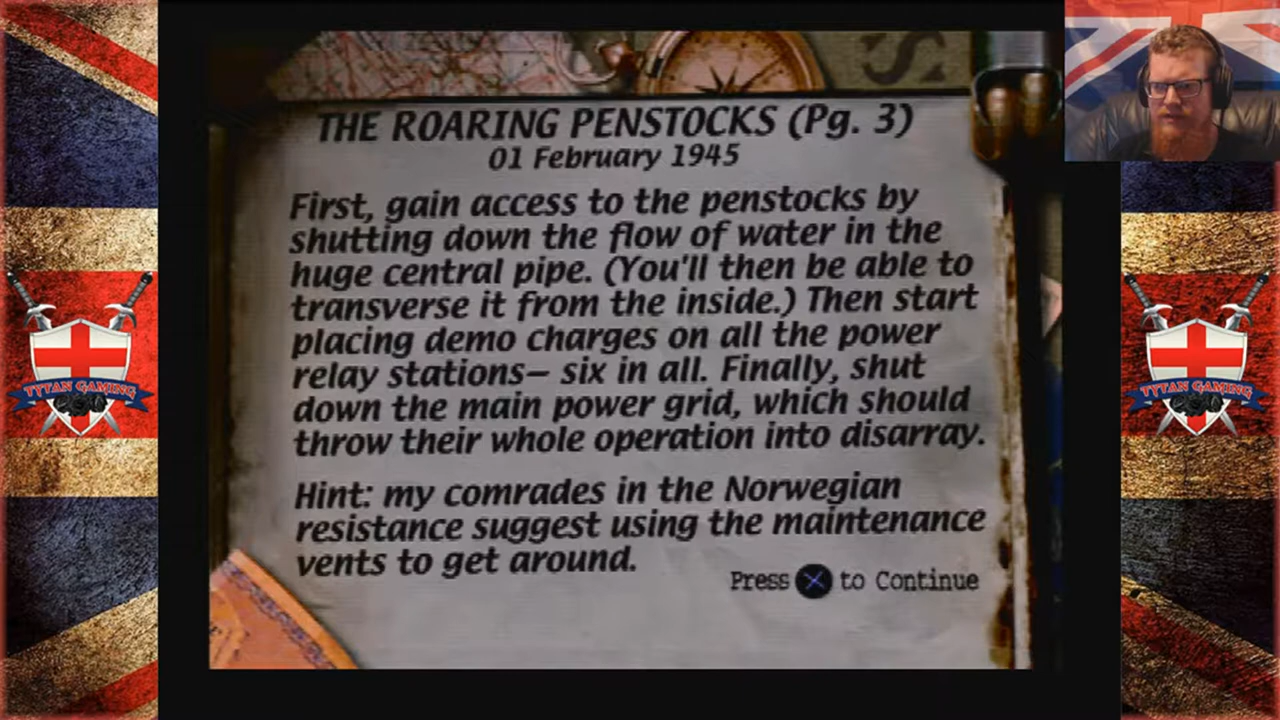 THE ROARING PENSTOCKS (Pg. 3)
01 February 1945
First, gain access to the penstocks by
shutting down the flow of water in the
huge central pipe. (You'll then be able to
transverse it from the inside.) Then start
placing demo charges on all the power
relay stations– six in all. Finally, shut
down the main power grid, which should
throw their whole operation into disarray.
Hint: my comrades in the Norwegian
resistance suggest using the maintenance
vents to get around.
Press X to Continue
TYTAN GAMING
TYTAN GAMING